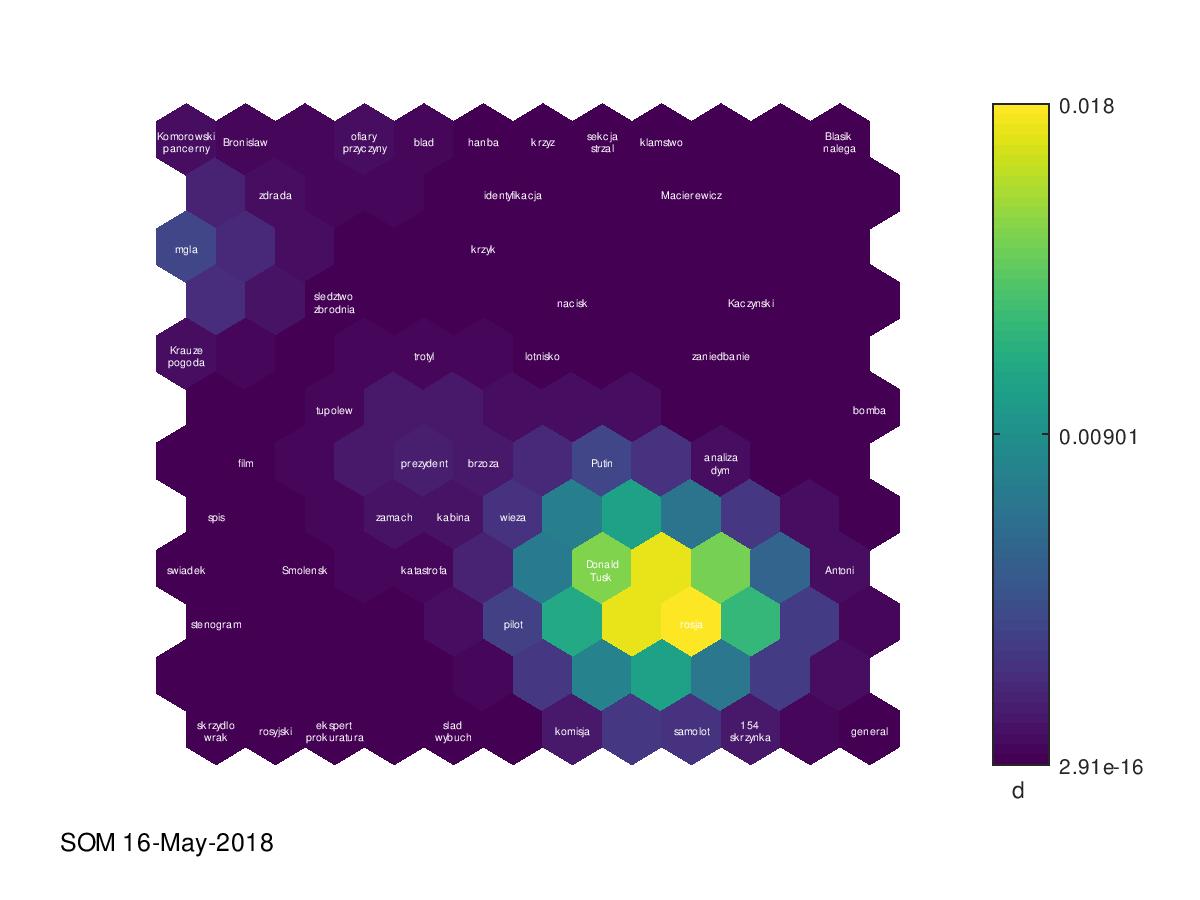 0.018
Komorowski
pancerny
Bronislaw
ofiary
przyczyny
blad
hanba
krzyz
sekcja
strzal
klamstwo
Blasik
nalega
zdrada
identyfikacja
Macierewicz
mgla
krzyk
sledztwo
zbrodnia
nacisk
Kaczynski
Krauze
pogoda
trotyl
lotnisko
zaniedbanie
tupolew
bomba
0.00901
film
prezydent
brzoza
Putin
analiza
dym
spis
zamach
kabina
wieza
swiadek
Smolensk
katastrofa
Donald
Tusk
Antoni
stenogram
pilot
rosja
skrzydlo
wrak
rosyjski
ekspert
prokuratura
slad
wybuch
komisja
samolot
154
skrzynka
general
2.91e-16
d
SOM 16-May-2018